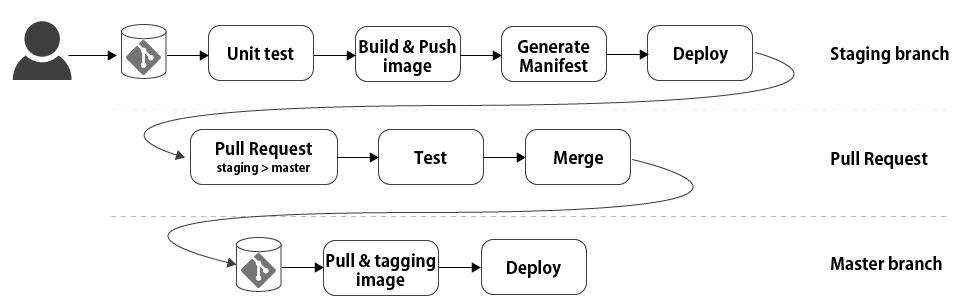 Unit test
Build & Push
image
Generate
Manifest
Deploy
Staging branch
Pull Request
staging > master
Test
Merge
Pull Request
Pull & tagging
image
Deploy
Master branch